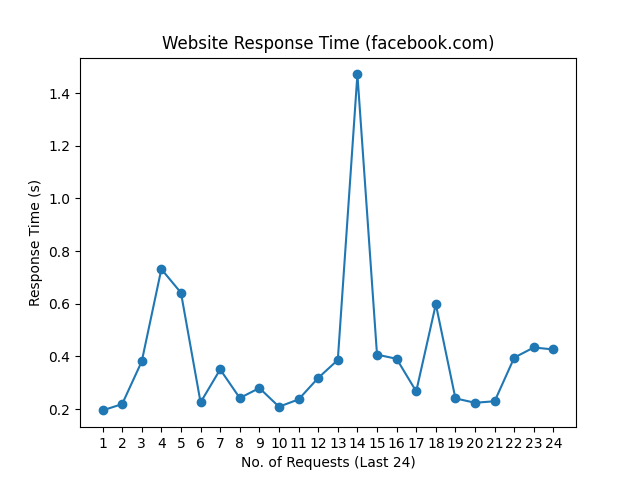 Website Response Time (facebook.com)
Response Time (s)
1.4
1.2
1.0
0.8
0.6
0.4
0.2
1 2 3 4 5 6 7 8 9 10 11 12 13 14 15 16 17 18 19 20 21 22 23 24
No. of Requests (Last 24)